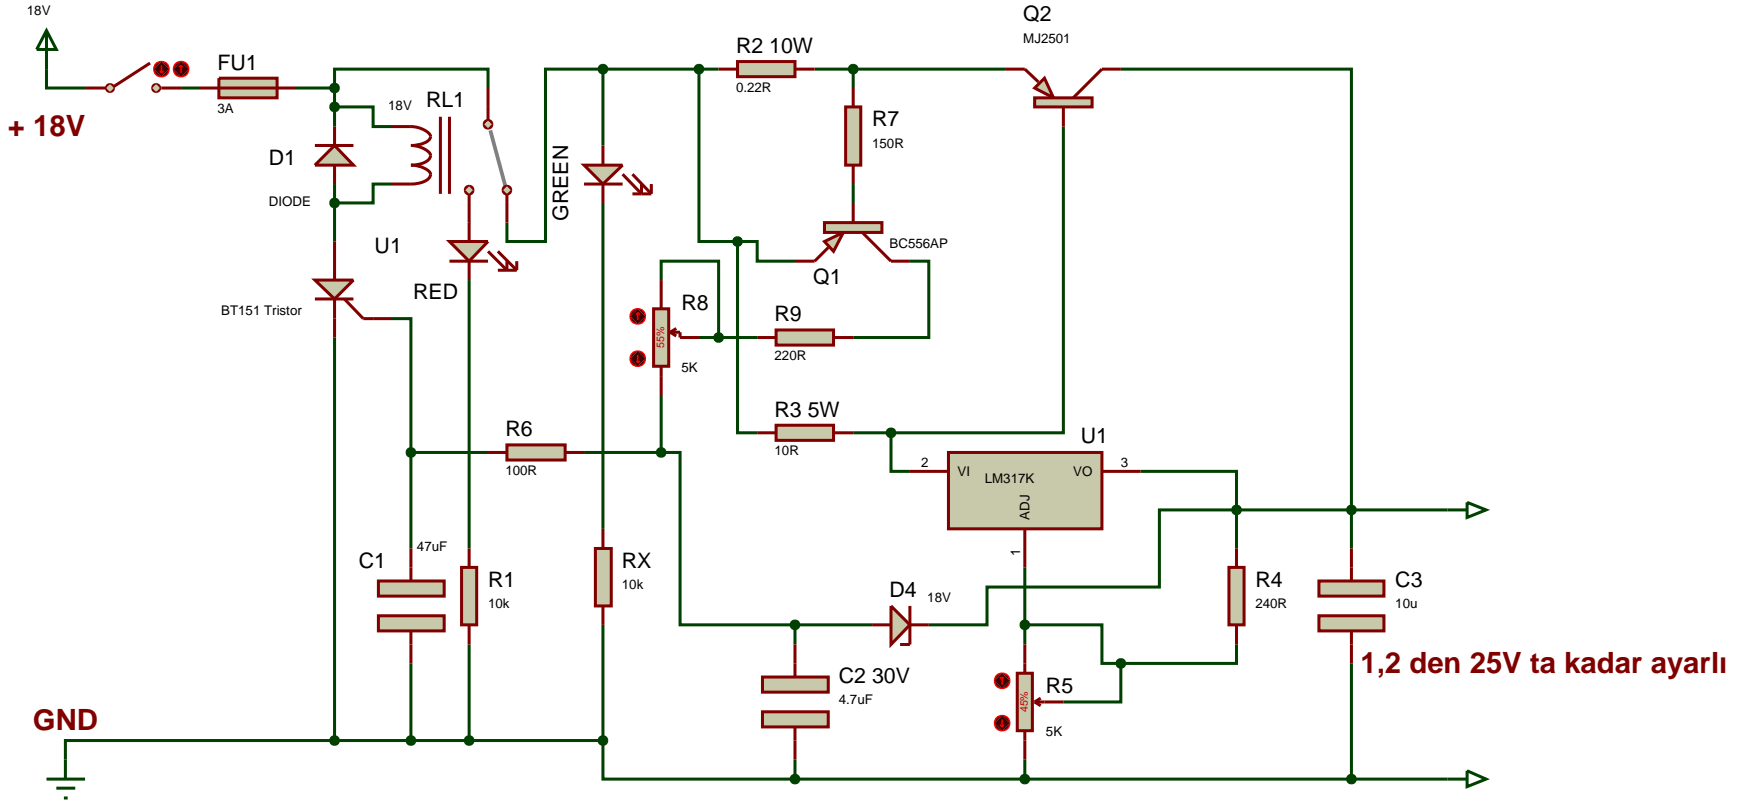 18V
Q2
MJ2501
FU1
R2 10W
3A
0.22R
+ 18V
18V
RL1
R7
150R
D1
GREEN
DIODE
U1
BC556AP
Q1
RED
BT151 Tristor
R8
55%
5K
R9
220R
R3 5W
10R
R6
100R
U1
2
VI
LM317K
VO
3
ADJ
1
C1
47uF
R1
10k
RX
10k
D4
18V
R4
240R
C3
10u
1,2 den 25V ta kadar ayarlı
C2 30V
4.7uF
R5
45%
5K
GND